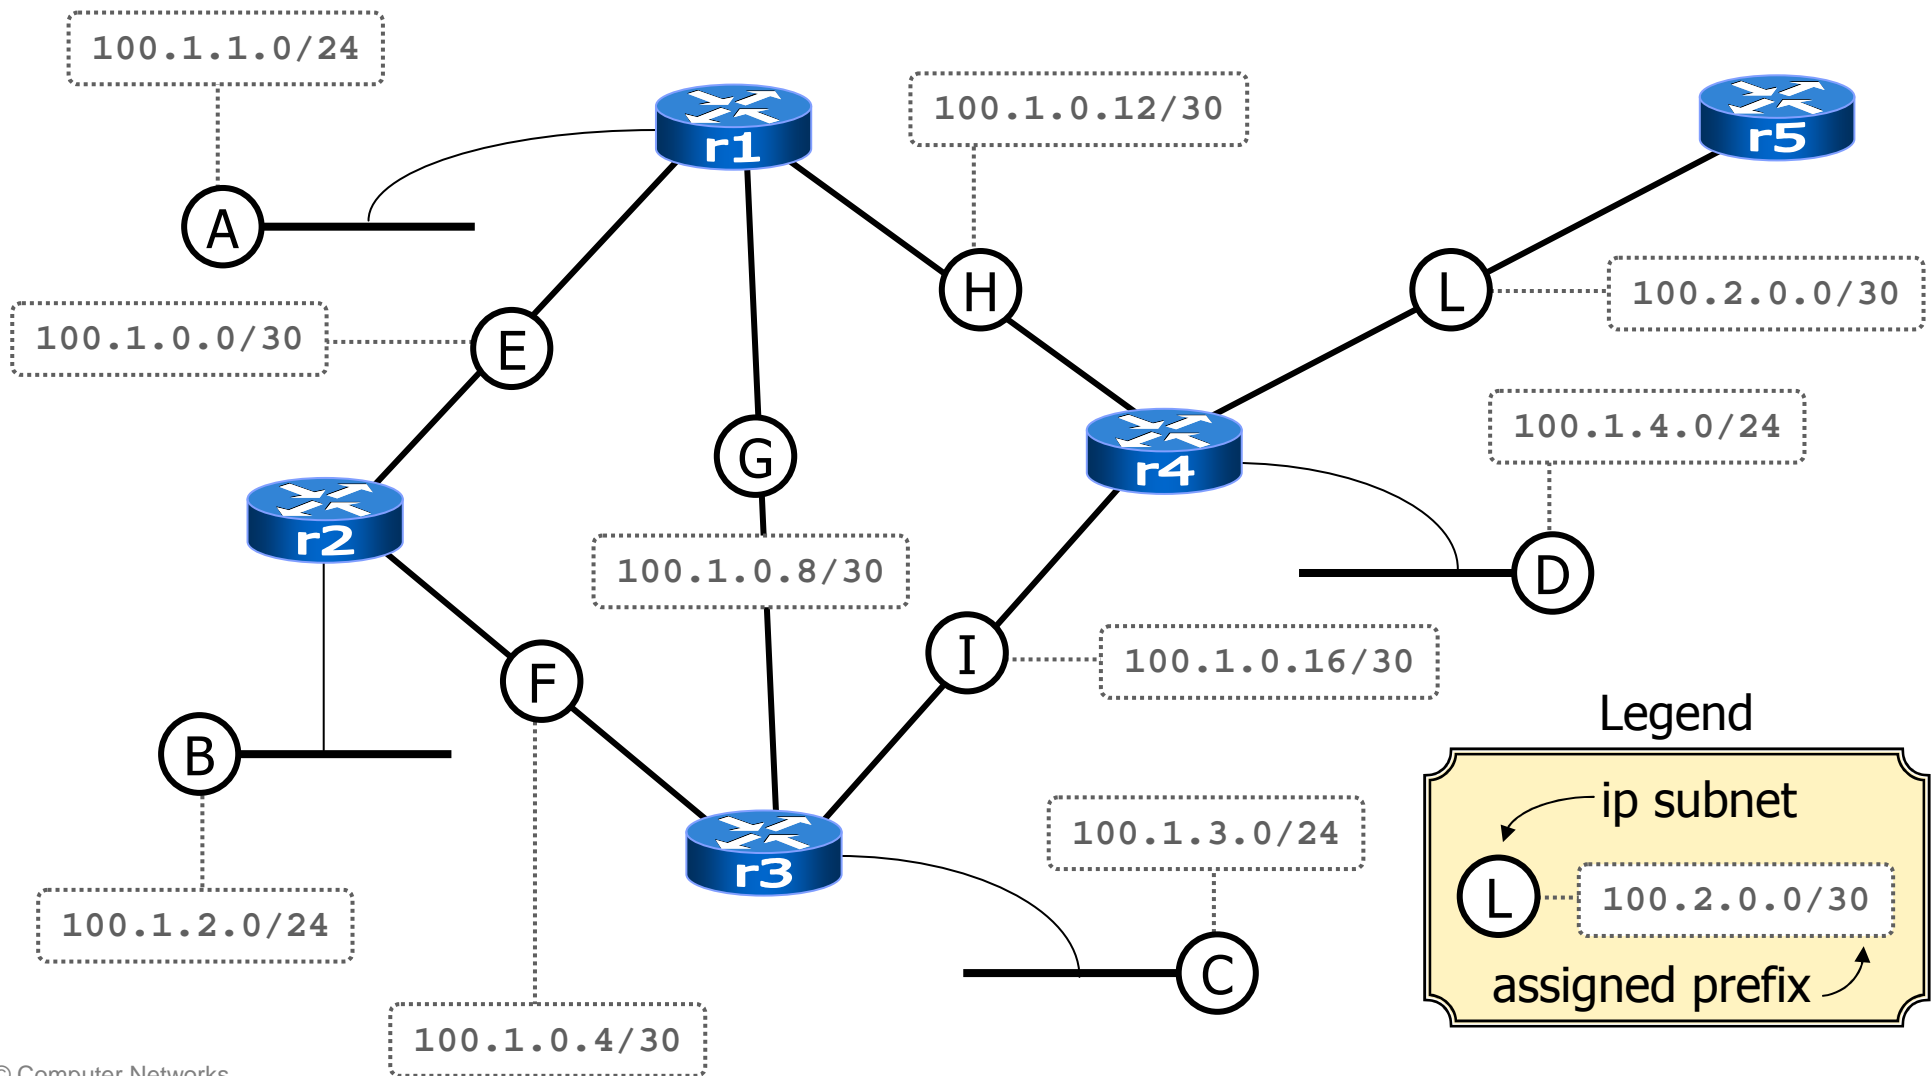 100.1.1.0/24
r1
100.1.0.12/30
r5
A
H
L
100.2.0.0/30
100.1.0.0/30
E
G
r4
100.1.4.0/24
r2
100.1.0.8/30
D
F
I
100.1.0.16/30
B
r3
100.1.3.0/24
100.1.2.0/24
C
100.1.0.4/30
Legend
ip subnet
L
100.2.0.0/30
assigned prefix
© Computer Networks